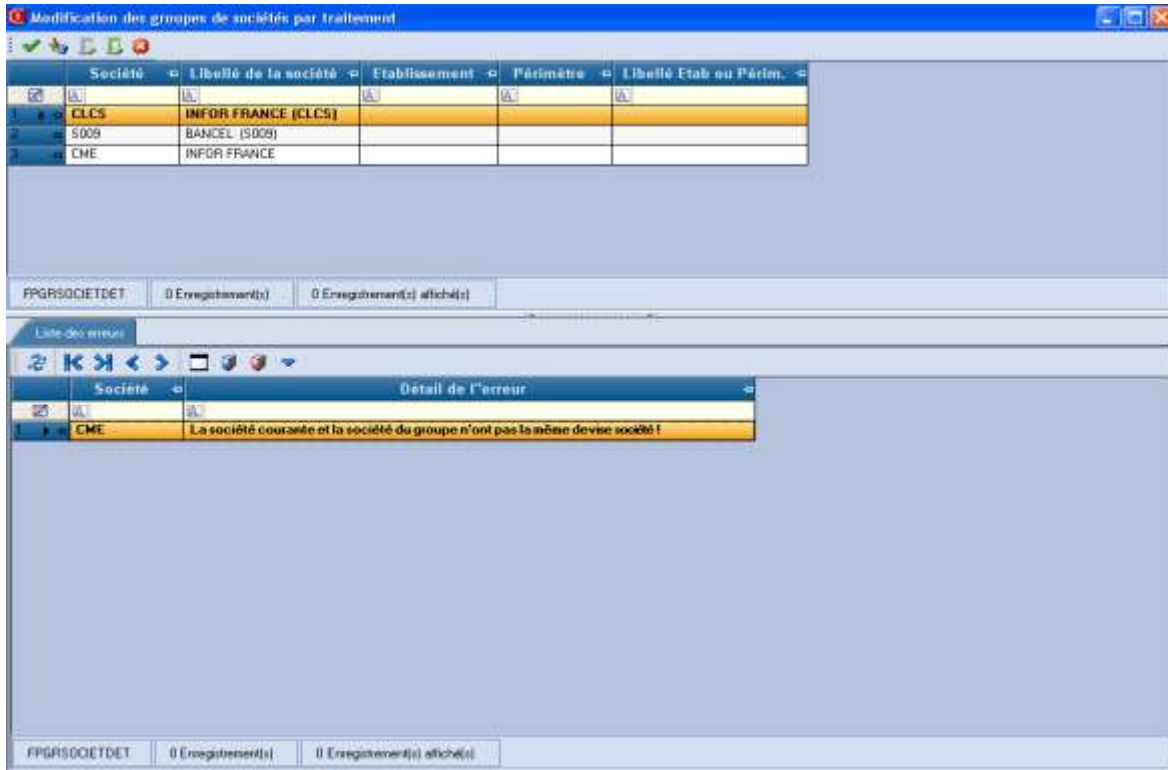 Modification des groupes de sociétés par traitement
Société Libellé de la société Etablissement Périmètre Libellé Etab ou Périm.
1 CLCS INFOR FRANCE (CLCS)
2 S009 BANCEL (S009)
3 CME INFOR FRANCE
FPGRSOCIETDET 0 Enregistrement(s) 0 Enregistrement(s) affiché(s)
Liste des erreurs
Société Détail de l"erreur
1 CME La société courante et la société du groupe n'ont pas la même devise société !
FPGRSOCIETDET 0 Enregistrement(s) 0 Enregistrement(s) affiché(s)